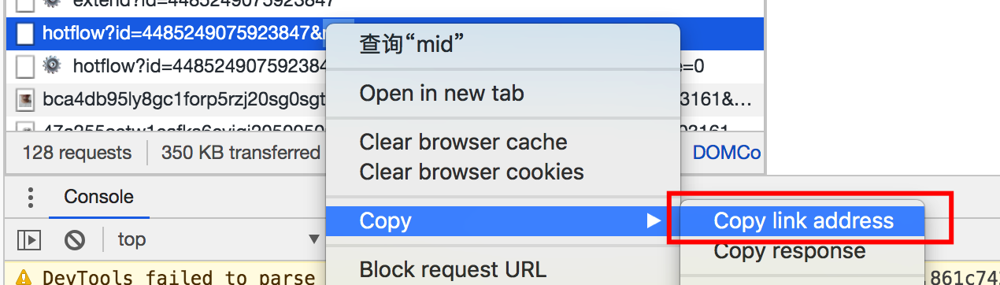 extend?id=4485249075923847
hotflow?id=4485249075923847&
查询“mid”
hotflow?id=448524907592384
=0
Open in new tab
bca4db95ly8gc1forp5rzj20sg0sgt
3161&...
Clear browser cache
128 requests
350 KB transferred
Clear browser cookies
DOMCo
Console
Copy
Copy link address
top
Copy response
Block request URL
DevTools failed to parse
861c74